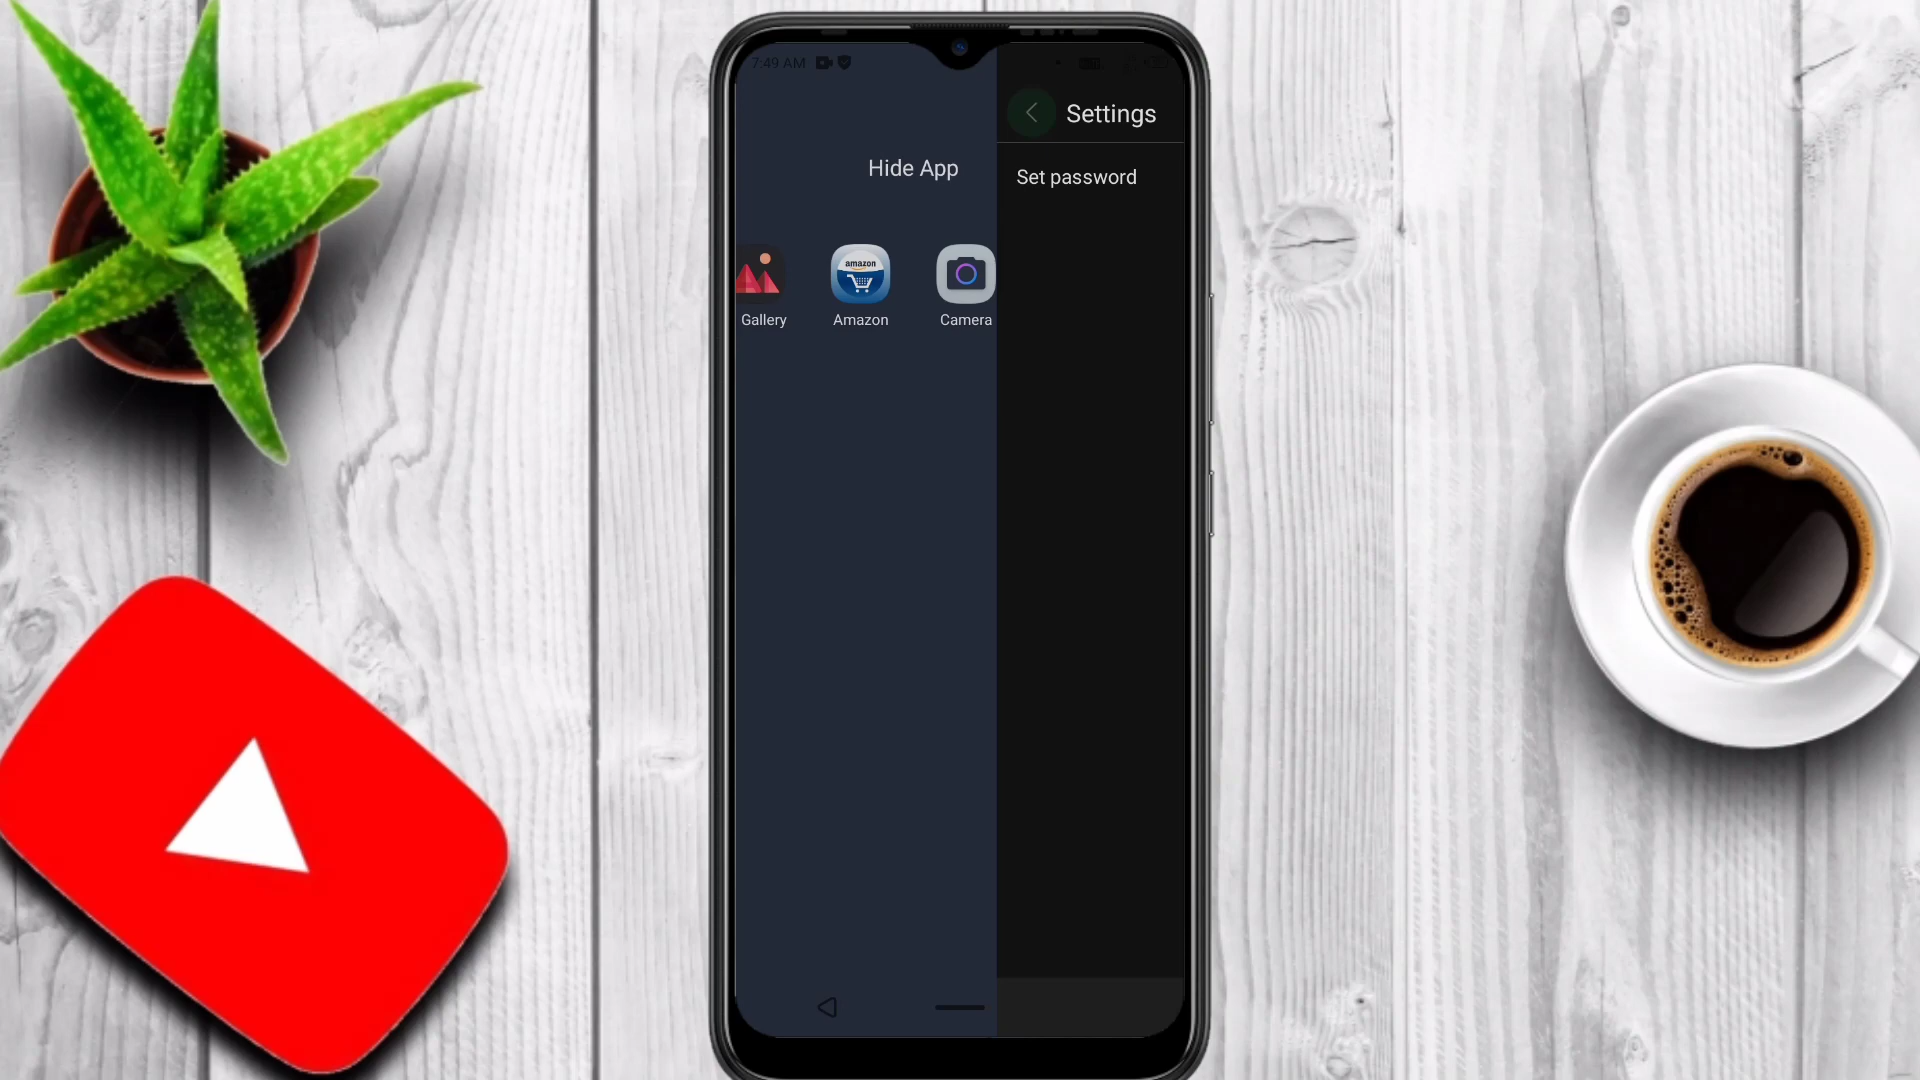 7:49 AM
Settings
Set password
Hide App
amazon
Gallery
Amazon
Camera